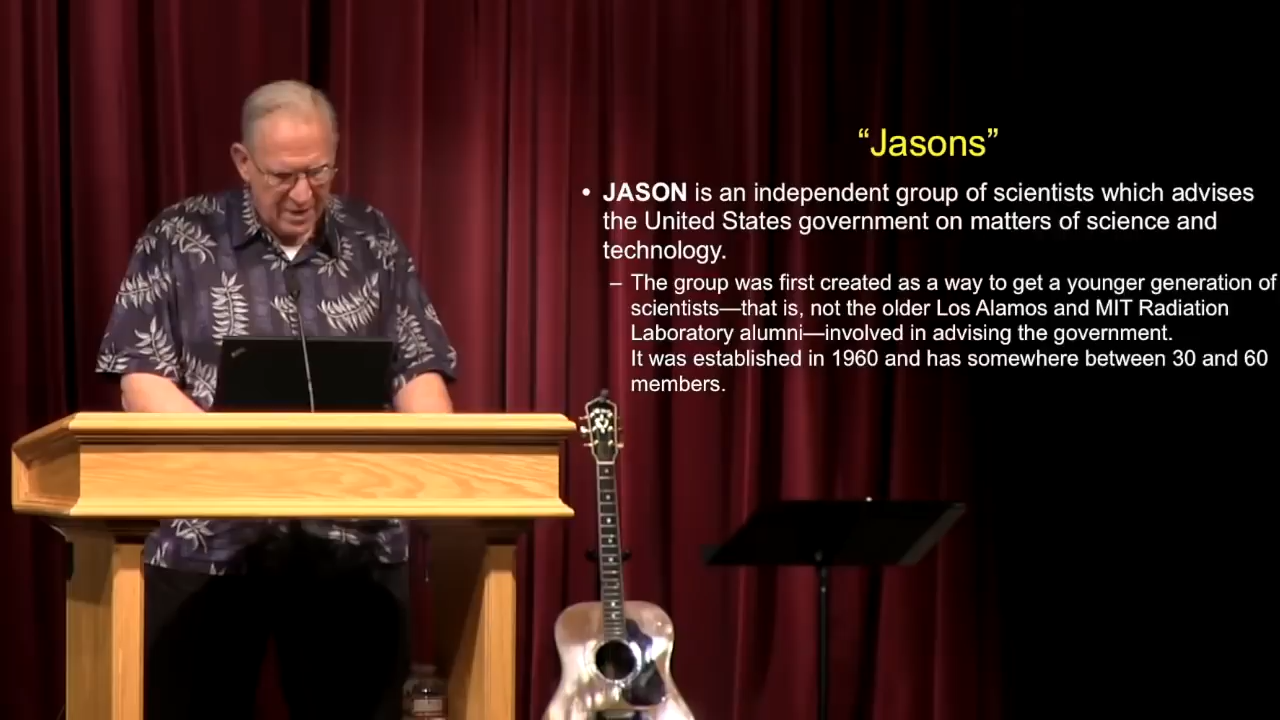 “Jasons”
• JASON is an independent group of scientists which advises
the United States government on matters of science and
technology.
– The group was first created as a way to get a younger generation of
scientists—that is, not the older Los Alamos and MIT Radiation
Laboratory alumni—involved in advising the government.
It was established in 1960 and has somewhere between 30 and 60
members.